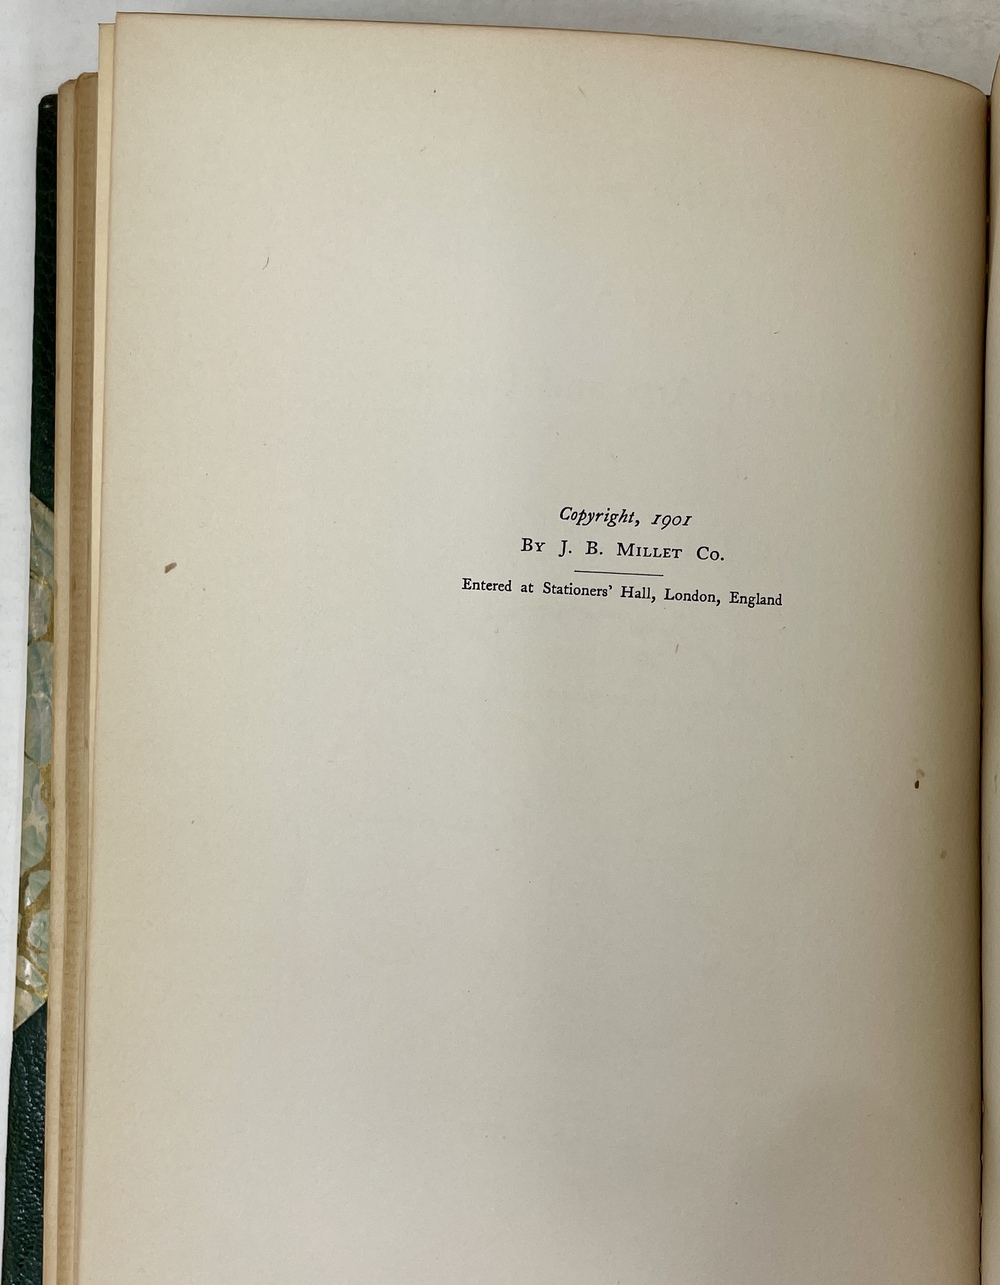 Copyright, 1901
By J. B. Millet Co.
Entered at Stationers' Hall, London, England